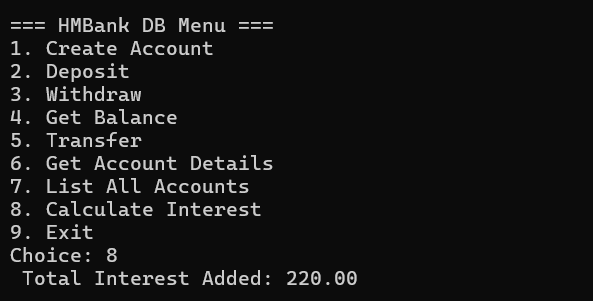 === HMBank DB Menu ===
1. Create Account
2. Deposit
3. Withdraw
4. Get Balance
5. Transfer
6. Get Account Details
7. List All Accounts
8. Calculate Interest
9. Exit
Choice: 8
 Total Interest Added: 220.00